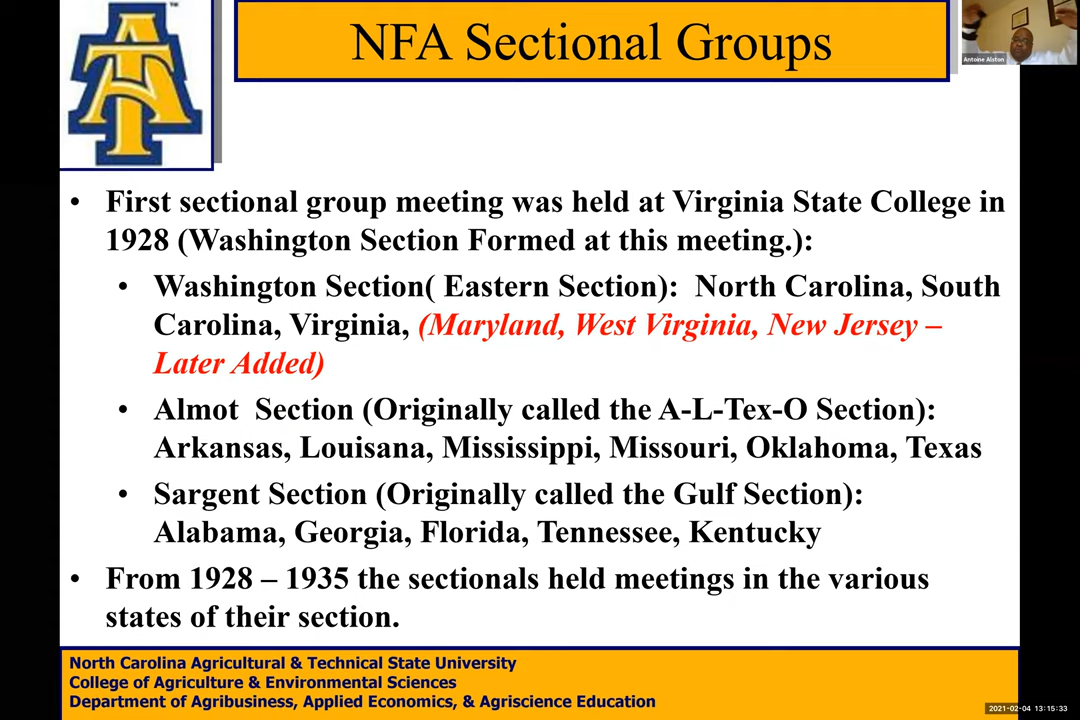 NFA Sectional Groups
TM
Antoine Alston
• First sectional group meeting was held at Virginia State College in
1928 (Washington Section Formed at this meeting.):
• Washington Section( Eastern Section): North Carolina, South
Carolina, Virginia, (Maryland, West Virginia, New Jersey –
Later Added)
• Almot Section (Originally called the A-L-Tex-O Section):
Arkansas, Louisana, Mississippi, Missouri, Oklahoma, Texas
• Sargent Section (Originally called the Gulf Section):
Alabama, Georgia, Florida, Tennessee, Kentucky
• From 1928 – 1935 the sectionals held meetings in the various
states of their section.
North Carolina Agricultural & Technical State University
College of Agriculture & Environmental Sciences
Department of Agribusiness, Applied Economics, & Agriscience Education
2021-02-04 13:15:33